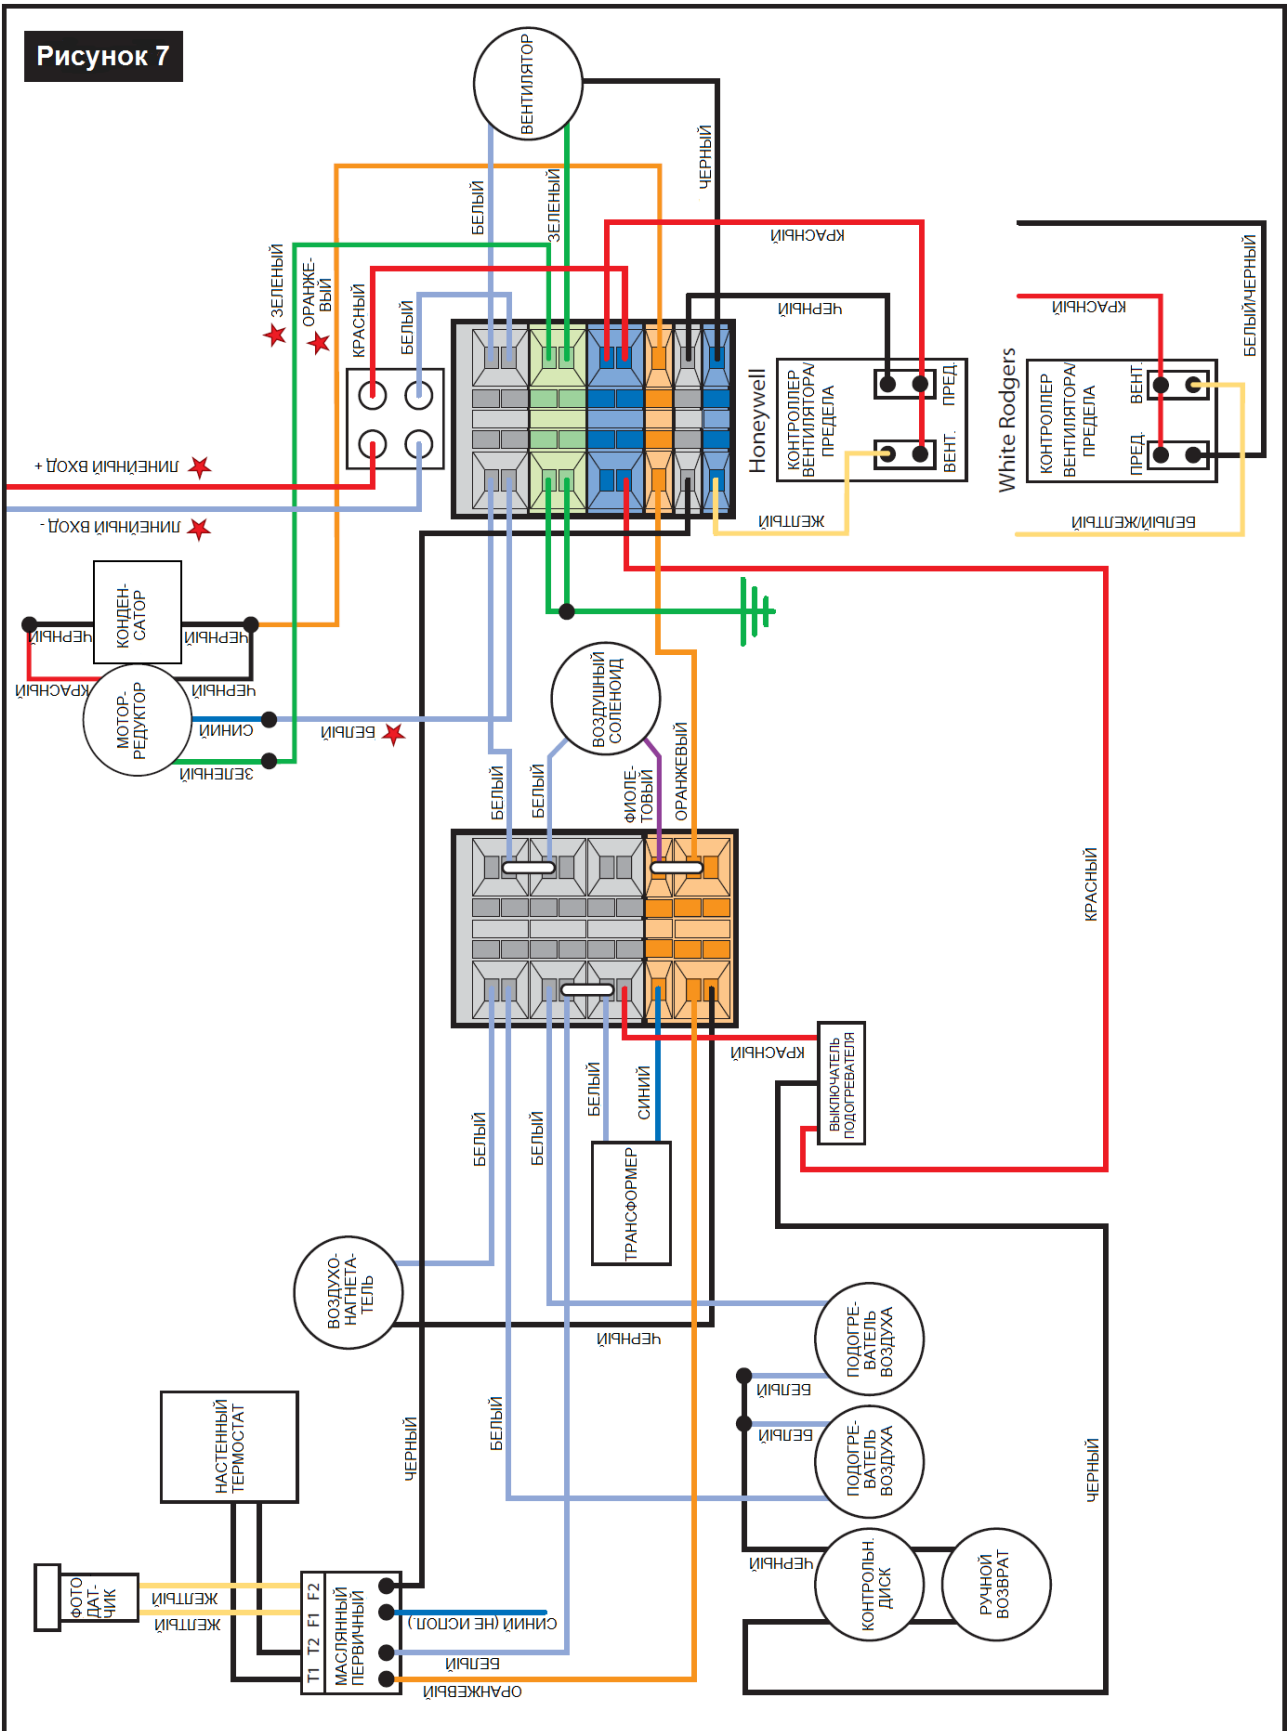 Рисунок 7
ВЕНТИЛЯТОР
БЕЛЫЙ
ЗЕЛЕНЫЙ
ЧЕРНЫЙ
ЗЕЛЕНЫЙ
ОРАНЖЕ-
ВЫЙ
КРАСНЫЙ
БЕЛЫЙ
КРАСНЫЙ
ЧЕРНЫЙ
КРАСНЫЙ
БЕЛЫЙ/ЧЕРНЫЙ
Honeywell
КОНТРОЛЛЕР
ВЕНТИЛЯТОРА/
ПРЕДЕЛА
ПРЕД.
ВЕНТ.
White Rodgers
КОНТРОЛЛЕР
ВЕНТИЛЯТОРА/
ПРЕДЕЛА
ВЕНТ.
ПРЕД.
ЛИНЕЙНЫЙ ВХОД +
ЛИНЕЙНЫЙ ВХОД -
ЖЕЛТЫЙ
БЕЛЫЙ/ЖЕЛТЫЙ
КОНДЕН-
САТОР
ЧЕРНЫЙ
ЧЕРНЫЙ
КРАСНЫЙ
ЧЕРНЫЙ
МОТОР-
РЕДУКТОР
СИНИЙ
БЕЛЫЙ
ЗЕЛЕНЫЙ
ВОЗДУШНЫЙ
СОЛЕНОИД
БЕЛЫЙ
БЕЛЫЙ
ФИОЛЕ-
ТОВЫЙ
ОРАНЖЕВЫЙ
КРАСНЫЙ
КРАСНЫЙ
БЕЛЫЙ
БЕЛЫЙ
БЕЛЫЙ
СИНИЙ
ВЫКЛЮЧАТЕЛЬ
ПОДОГРЕВАТЕЛЯ
ТРАНСФОРМЕР
ВОЗДУХО-
НАГНЕТА-
ТЕЛЬ
ЧЕРНЫЙ
ПОДОГРЕ-
ВАТЕЛЬ
ВОЗДУХА
БЕЛЫЙ
БЕЛЫЙ
ПОДОГРЕ-
ВАТЕЛЬ
ВОЗДУХА
НАСТЕННЫЙ
ТЕРМОСТАТ
ЧЕРНЫЙ
БЕЛЫЙ
ЧЕРНЫЙ
ЧЕРНЫЙ
КОНТРОЛЬН.
ДИСК
РУЧНОЙ
ВОЗВРАТ
ФОТО
ДАТ-
ЧИК
ЖЕЛТЫЙ
ЖЕЛТЫЙ
T1 T2 F1 F2
МАСЛЯННЫЙ
ПЕРВИЧНЫЙ
СИНИЙ (НЕ ИСПОЛ.)
БЕЛЫЙ
ОРАНЖЕВЫЙ